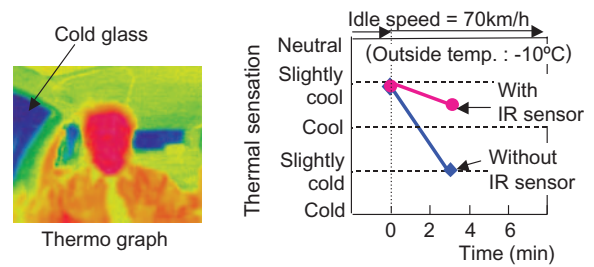 Cold glass
Thermo graph
Idle speed = 70km/h
(Outside temp. : -10ºC)
Thermal sensation
Neutral
Slightly
cool
Cool
Slightly
cold
Cold
With
IR sensor
Without
IR sensor
0 2 4 6
Time (min)